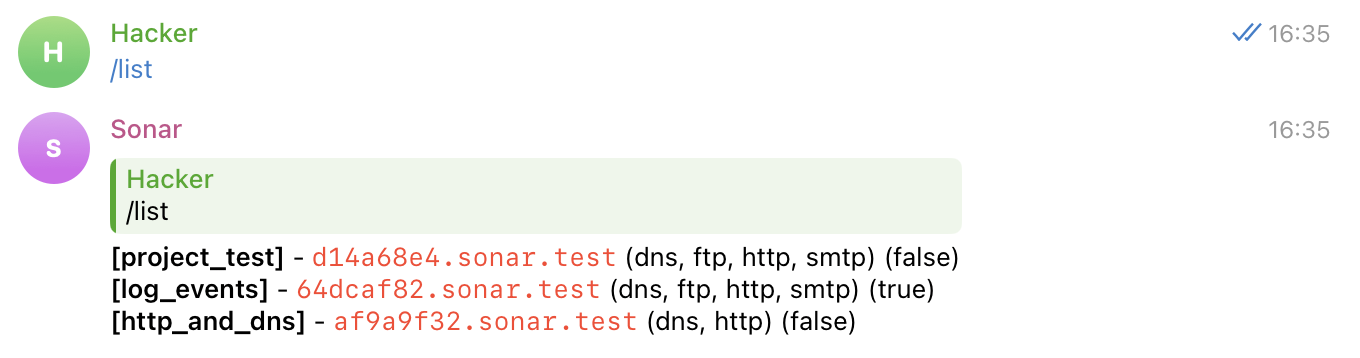 H
Hacker
16:35
/list
S
Sonar
16:35
Hacker
/list
[project_test] - d14a68e4.sonar.test (dns, ftp, http, smtp) (false)
[log_events] - 64dcaf82.sonar.test (dns, ftp, http, smtp) (true)
[http_and_dns] - af9a9f32.sonar.test (dns, http) (false)